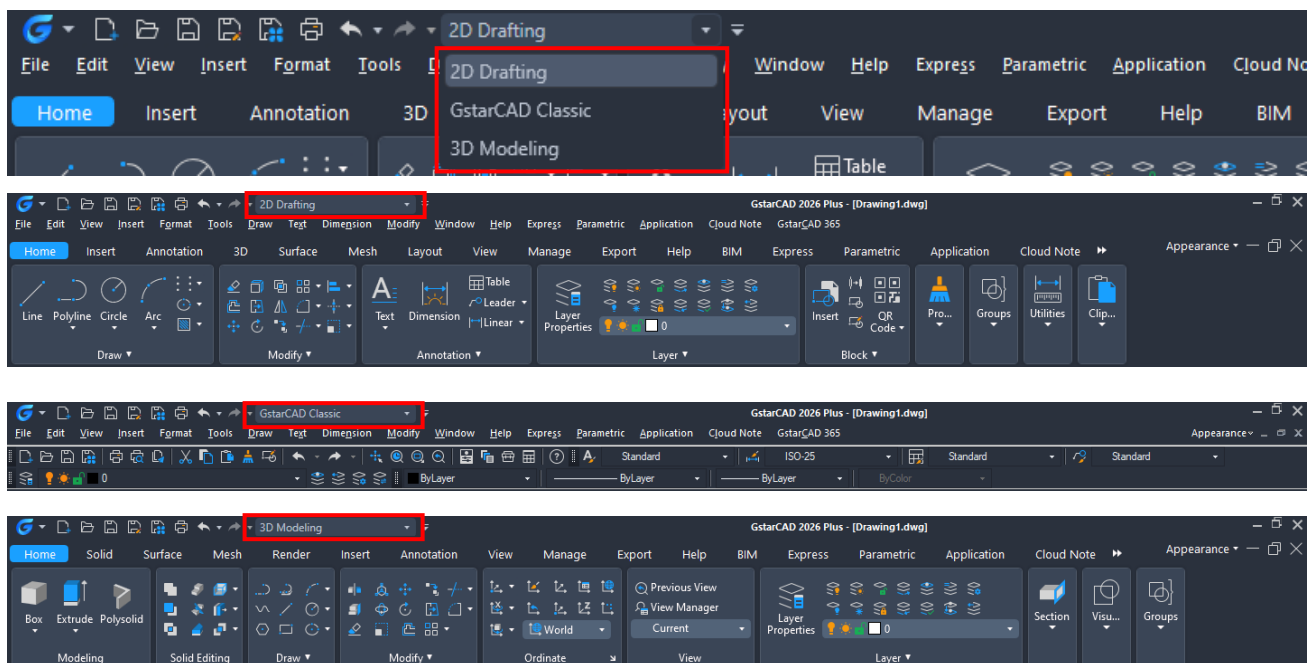 2D Drafting
File Edit View Insert Format Tools Window Help Express Parametric Application Cloud No
2D Drafting
GstarCAD Classic
3D Modeling
Home Insert Annotation 3D yout View Manage Export Help BIM
Table
2D Drafting GstarCAD 2026 Plus - [Drawing1.dwg]
File Edit View Insert Format Tools Draw Text Dimension Modify Window Help Express Parametric Application Cloud Note GstarCAD 365
Home Insert Annotation 3D Surface Mesh Layout View Manage Export Help BIM Express Parametric Application Cloud Note Appearance
Table
Leader
Linear
Line Polyline Circle Arc Text Dimension Layer Properties 0 Insert QR Code Pro... Groups Utilities Clip...
Draw Modify Annotation Layer Block
GstarCAD Classic GstarCAD 2026 Plus - [Drawing1.dwg]
File Edit View Insert Format Tools Draw Text Dimension Modify Window Help Express Parametric Application Cloud Note GstarCAD 365 Appearance
Standard ISO-25 Standard Standard
0 ByLayer ByLayer ByLayer ByColor
3D Modeling GstarCAD 2026 Plus - [Drawing1.dwg]
Home Solid Surface Mesh Render Insert Annotation View Manage Export Help BIM Express Parametric Application Cloud Note Appearance
Previous View
View Manager
Box Extrude Polysolid World Current Layer Properties 0 Section Visu... Groups
Modeling Solid Editing Draw Modify Ordinate View Layer